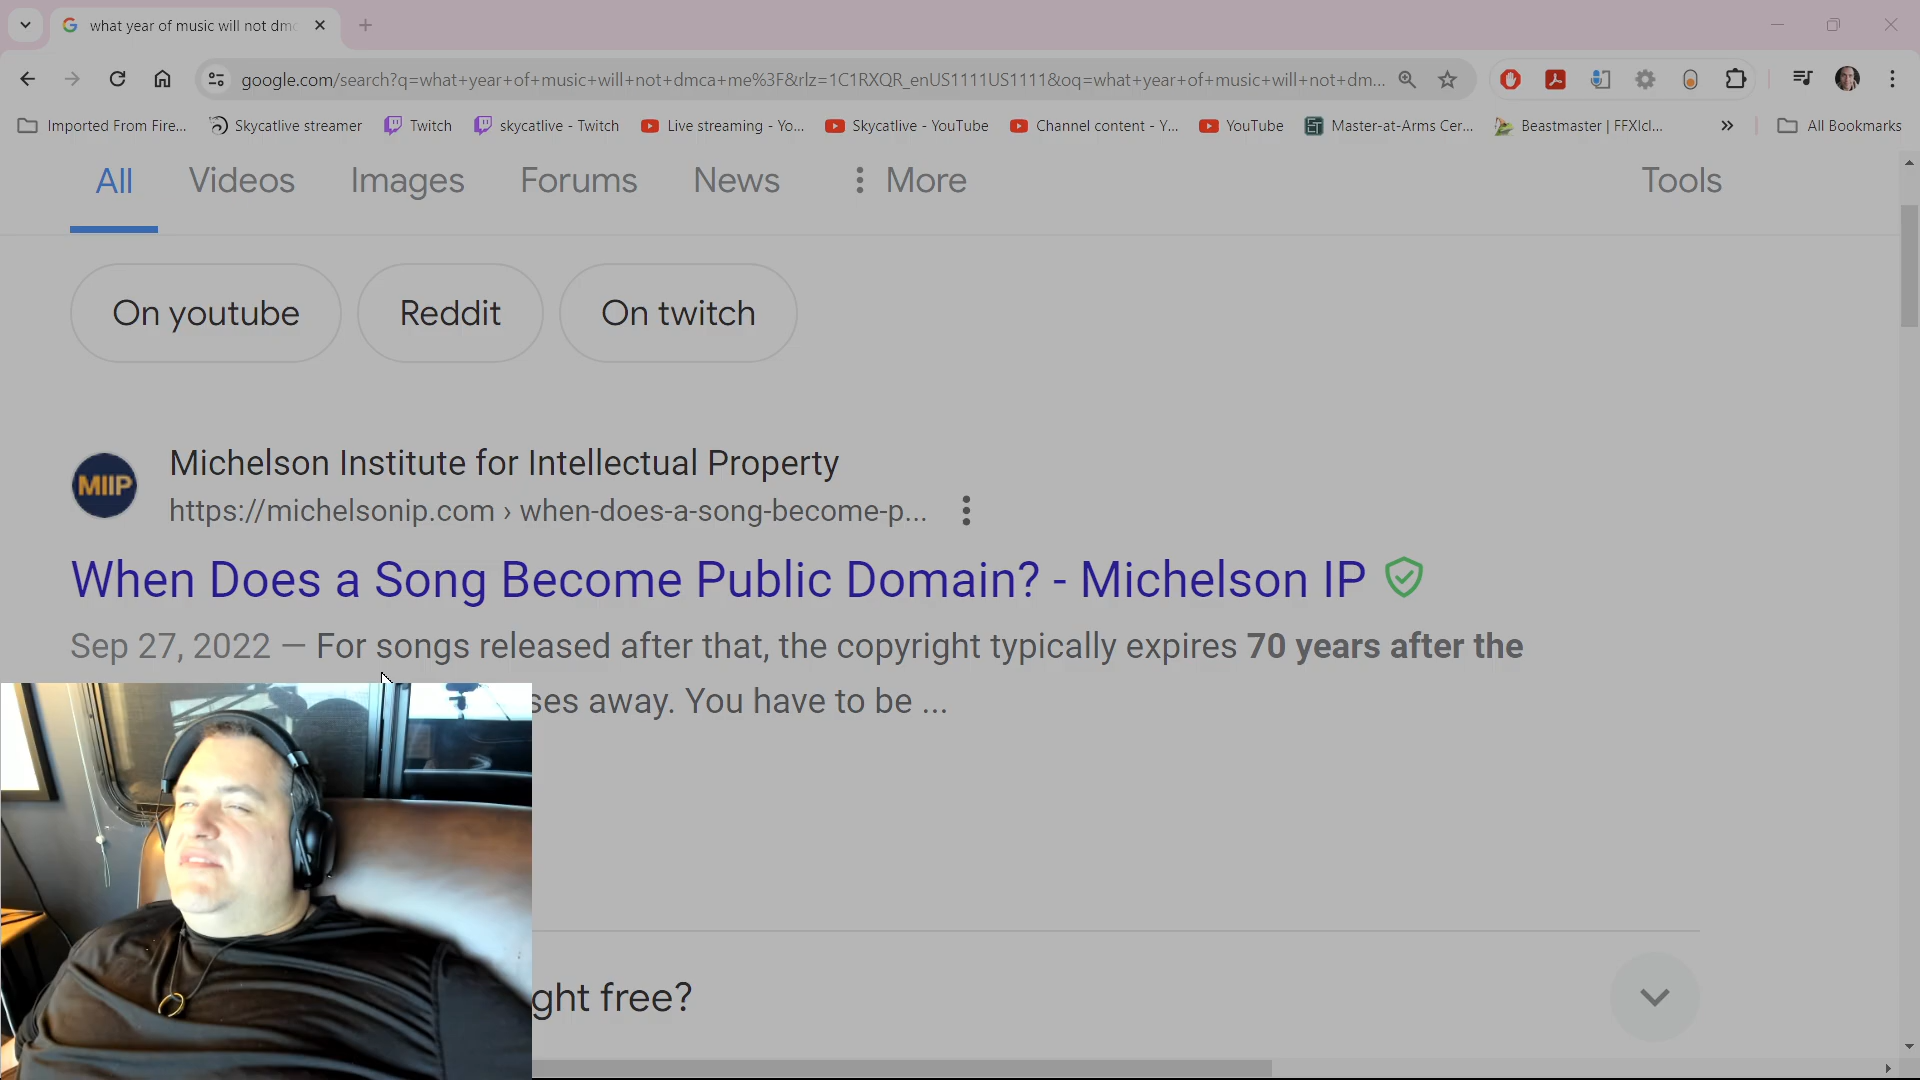 what year of music will not dmc
google.com/search?q=what+year+of+music+will+not+dmca+me%3F&rlz=1C1RXQR_enUS1111US1111&oq=what+year+of+music+will+not+dm...
Imported From Fire... Skycatlive streamer Twitch skycatlive - Twitch Live streaming - Yo... Skycatlive - YouTube Channel content - Y... YouTube Master-at-Arms Cer... Beastmaster | FFXIcl... » All Bookmarks
All Videos Images Forums News More Tools
On youtube Reddit On twitch
Michelson Institute for Intellectual Property
MIIP
https://michelsonip.com › when-does-a-song-become-p...
When Does a Song Become Public Domain? - Michelson IP
Sep 27, 2022 — For songs released after that, the copyright typically expires 70 years after the
ses away. You have to be ...
ght free?